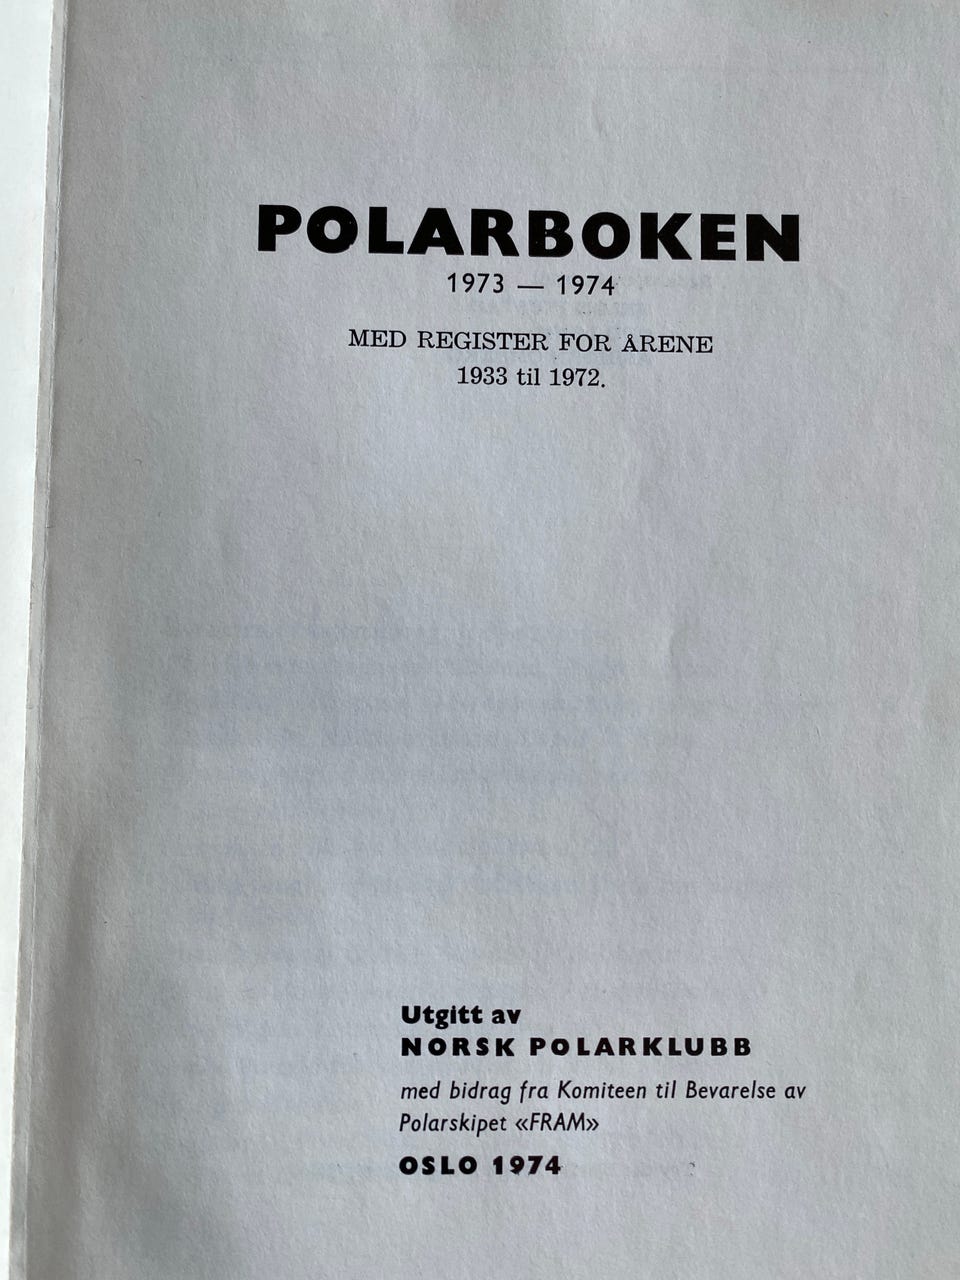 POLARBOKEN
1973 — 1974
MED REGISTER FOR ÅRENE
1933 til 1972.
Utgitt av
NORSK POLARKLUBB
med bidrag fra Komiteen til Bevarelse av
Polarskipet «FRAM»
OSLO 1974